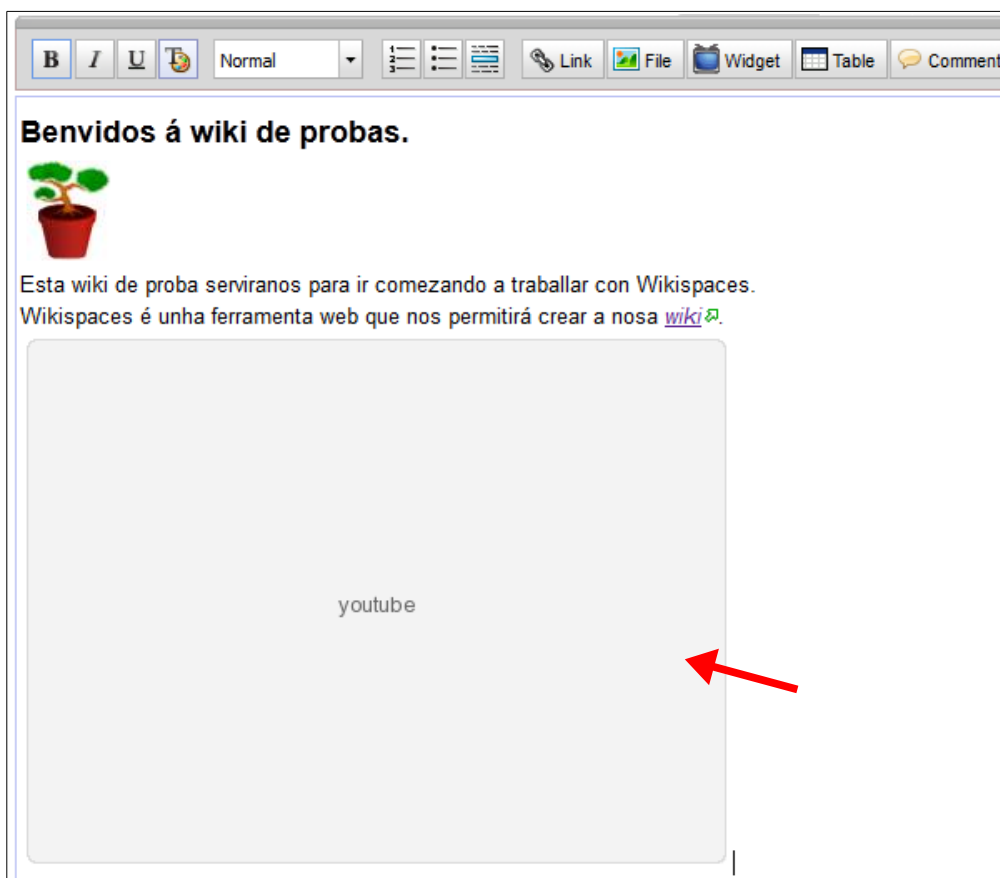 B I U T Normal Link File Widget Table Comment
Benvidos á wiki de probas.
Esta wiki de proba serviranos para ir comezando a traballar con Wikispaces.
Wikispaces é unha ferramenta web que nos permitirá crear a nosa wiki.
youtube